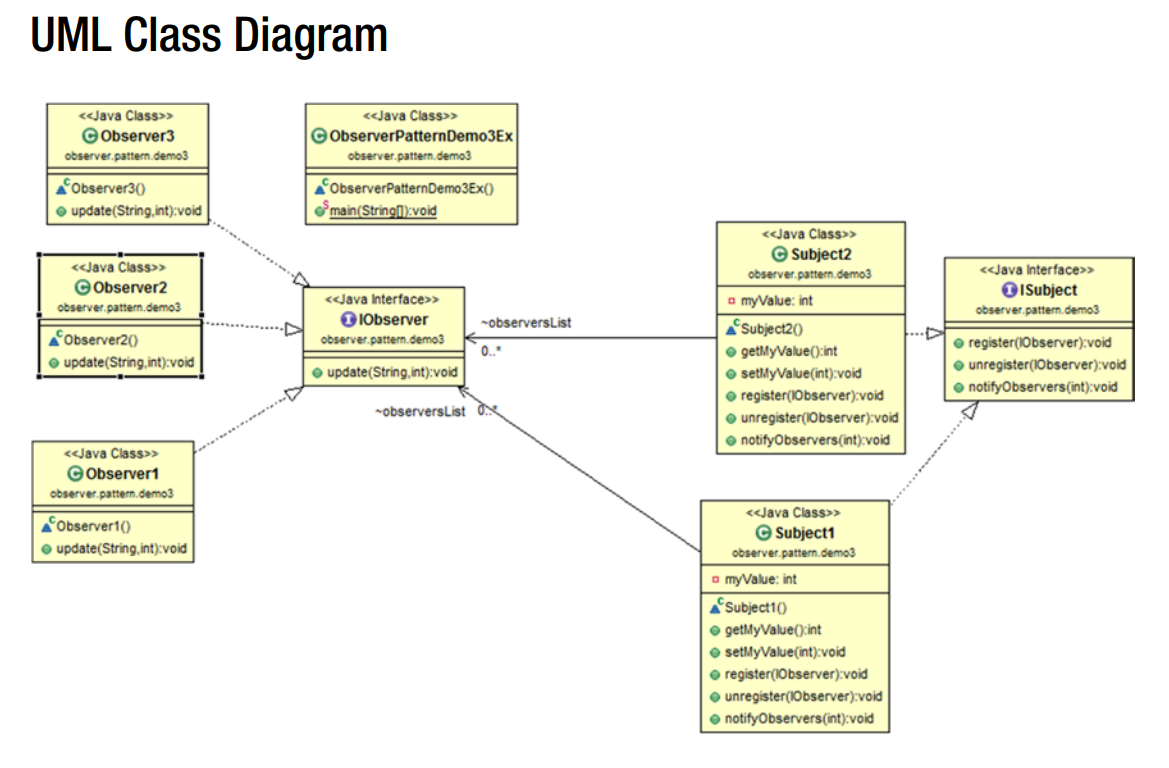 UML Class Diagram
<<Java Class>>
Observer3
observer.pattern.demo3
Observer3()
update(String,int):void
<<Java Class>>
ObserverPatternDemo3Ex
observer.pattern.demo3
ObserverPatternDemo3Ex()
main(String[]):void
<<Java Class>>
Observer2
observer.pattern.demo3
Observer2()
update(String,int):void
<<Java Interface>>
IObserver
observer.pattern.demo3
update(String,int):void
~observersList
0..*
~observersList 0..*
<<Java Class>>
Subject2
observer.pattern.demo3
myValue: int
Subject2()
getMyValue():int
setMyValue(int):void
register(IObserver):void
unregister(IObserver):void
notifyObservers(int):void
<<Java Interface>>
ISubject
observer.pattern.demo3
register(IObserver):void
unregister(IObserver):void
notifyObservers(int):void
<<Java Class>>
Observer1
observer.pattern.demo3
Observer1()
update(String,int):void
<<Java Class>>
Subject1
observer.pattern.demo3
myValue: int
Subject1()
getMyValue():int
setMyValue(int):void
register(IObserver):void
unregister(IObserver):void
notifyObservers(int):void